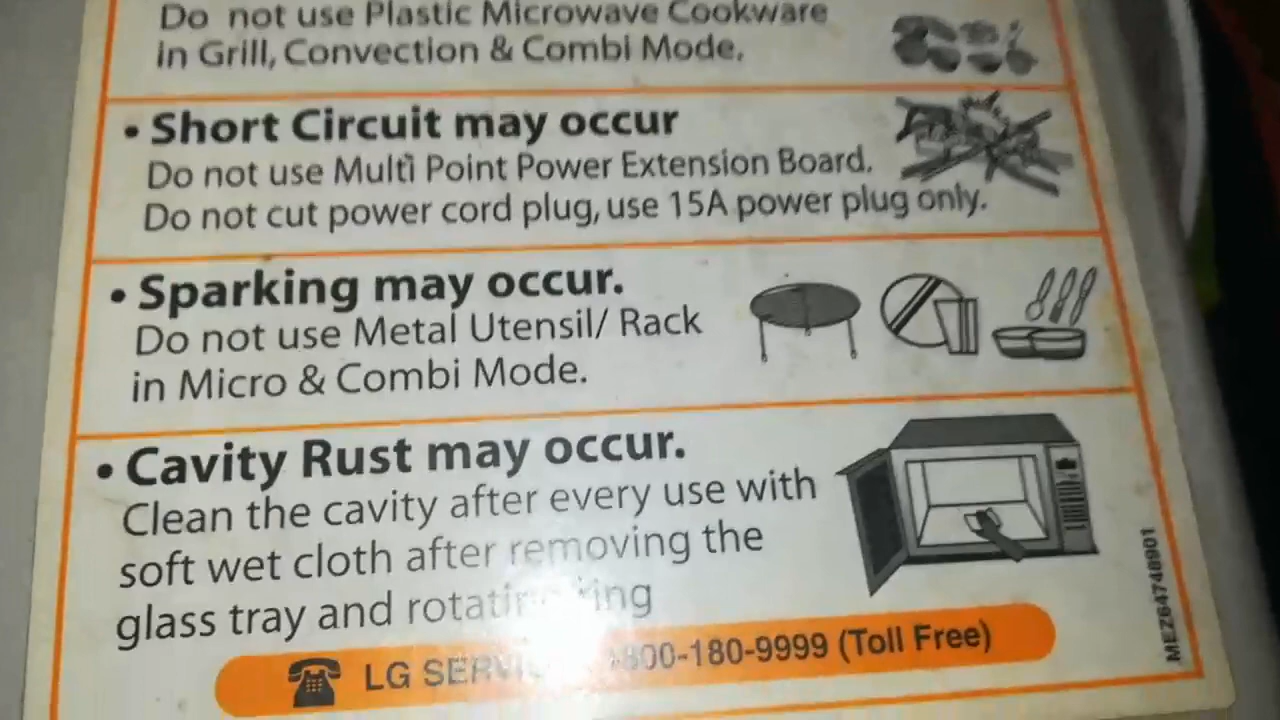 Do not use Plastic Microwave Cookware
in Grill, Convection & Combi Mode.
• Short Circuit may occur
Do not use Multi Point Power Extension Board.
Do not cut power cord plug, use 15A power plug only.
• Sparking may occur.
Do not use Metal Utensil/ Rack
in Micro & Combi Mode.
• Cavity Rust may occur.
Clean the cavity after every use with
soft wet cloth after removing the
glass tray and
LG 800-180-9999 (Toll Free)
MEZ64748901